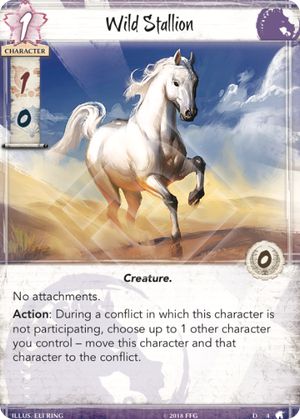 Wild Stallion
1
CHARACTER
1
0
0
Creature.
No attachments.
Action: During a conflict in which this character is
not participating, choose up to 1 other character
you control – move this character and that
character to the conflict.
ILLUS. ELI RING
© 2018 FFG
D 4